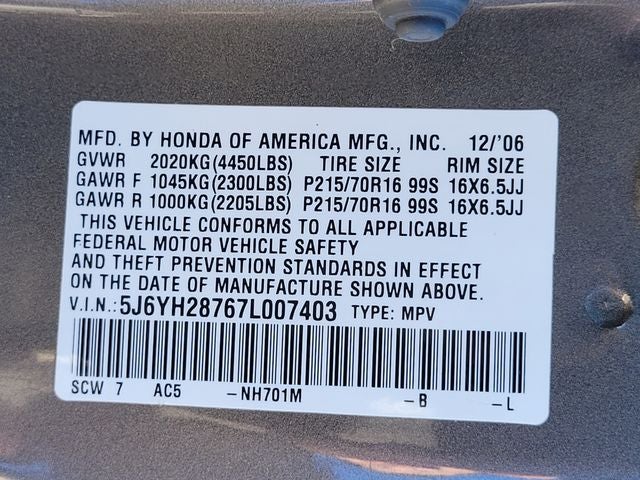 MFD. BY HONDA OF AMERICA MFG., INC. 12/'06
GVWR 2020KG(4450LBS) TIRE SIZE RIM SIZE
GAWR F 1045KG(2300LBS) P215/70R16 99S 16X6.5JJ
GAWR R 1000KG(2205LBS) P215/70R16 99S 16X6.5JJ
THIS VEHICLE CONFORMS TO ALL APPLICABLE
FEDERAL MOTOR VEHICLE SAFETY
AND THEFT PREVENTION STANDARDS IN EFFECT
ON THE DATE OF MANUFACTURE SHOWN ABOVE.
V.I.N.: 5J6YH28767L007403 TYPE: MPV
SCW 7 AC5 -NH701M -B -L